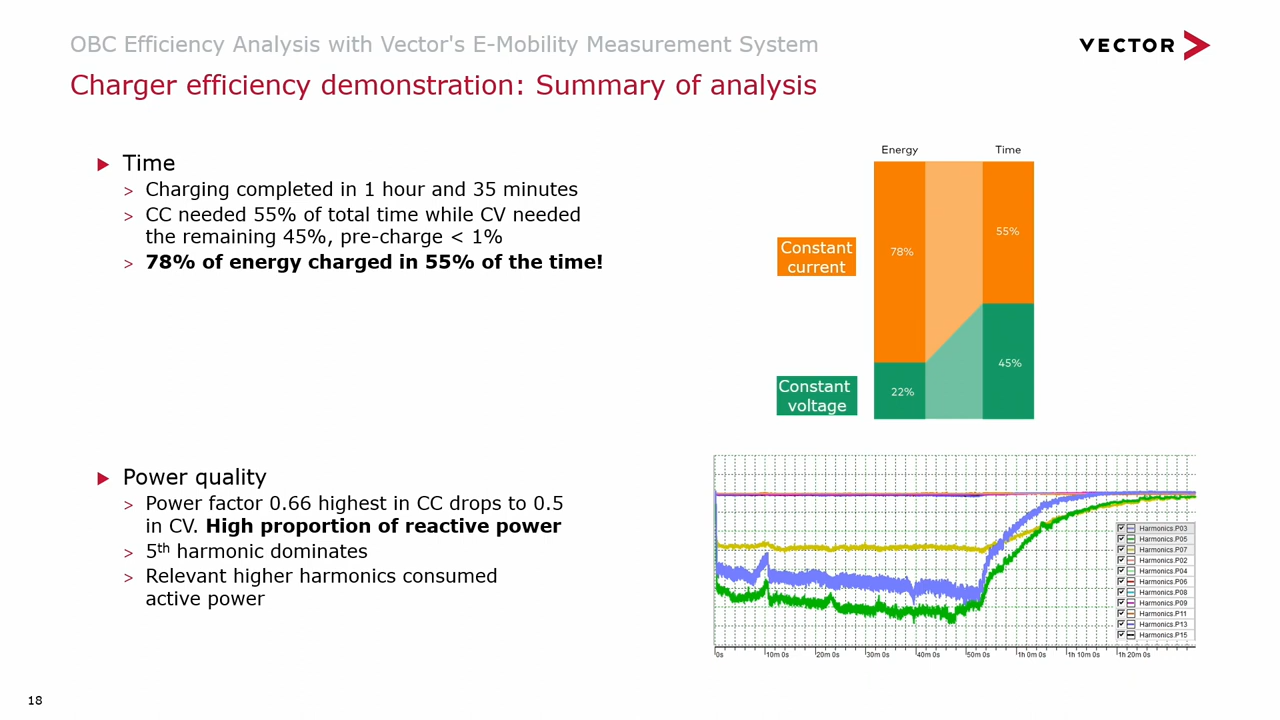 OBC Efficiency Analysis with Vector's E-Mobility Measurement System
VECTOR
Charger efficiency demonstration: Summary of analysis
Time
> Charging completed in 1 hour and 35 minutes
> CC needed 55% of total time while CV needed
the remaining 45%, pre-charge < 1%
> 78% of energy charged in 55% of the time!
Energy
Time
Constant
current
78%
55%
Constant
voltage
22%
45%
Power quality
> Power factor 0.66 highest in CC drops to 0.5
in CV. High proportion of reactive power
> 5th harmonic dominates
> Relevant higher harmonics consumed
active power
Harmonics.P03
Harmonics.P05
Harmonics.P07
Harmonics.P02
Harmonics.P04
Harmonics.P06
Harmonics.P08
Harmonics.P09
Harmonics.P11
Harmonics.P13
Harmonics.P15
0s 10m 0s 20m 0s 30m 0s 40m 0s 50m 0s 1h 0m 0s 1h 10m 0s 1h 20m 0s
18